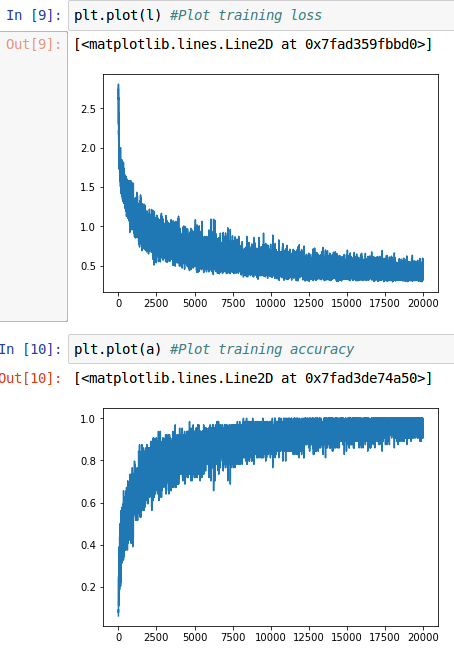 In [9]: plt.plot(l) #Plot training loss
Out[9]: [<matplotlib.lines.Line2D at 0x7fad359fbbd0>]
2.5
2.0
1.5
1.0
0.5
0 2500 5000 7500 10000 12500 15000 17500 20000
In [10]: plt.plot(a) #Plot training accuracy
Out[10]: [<matplotlib.lines.Line2D at 0x7fad3de74a50>]
1.0
0.8
0.6
0.4
0.2
0 2500 5000 7500 10000 12500 15000 17500 20000